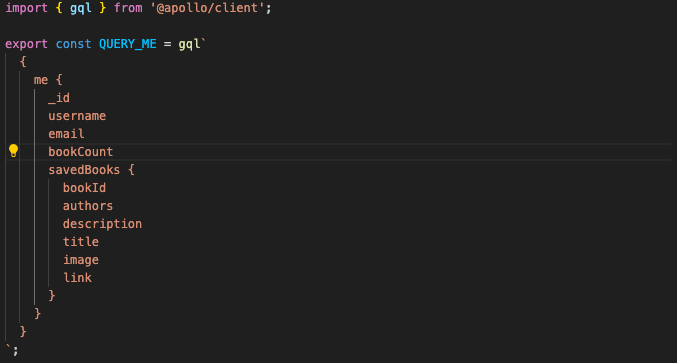 import { gql } from '@apollo/client';

export const QUERY_ME = gql`
  {
    me {
      _id
      username
      email
      bookCount
      savedBooks {
        bookId
        authors
        description
        title
        image
        link
      }
    }
  }
`;